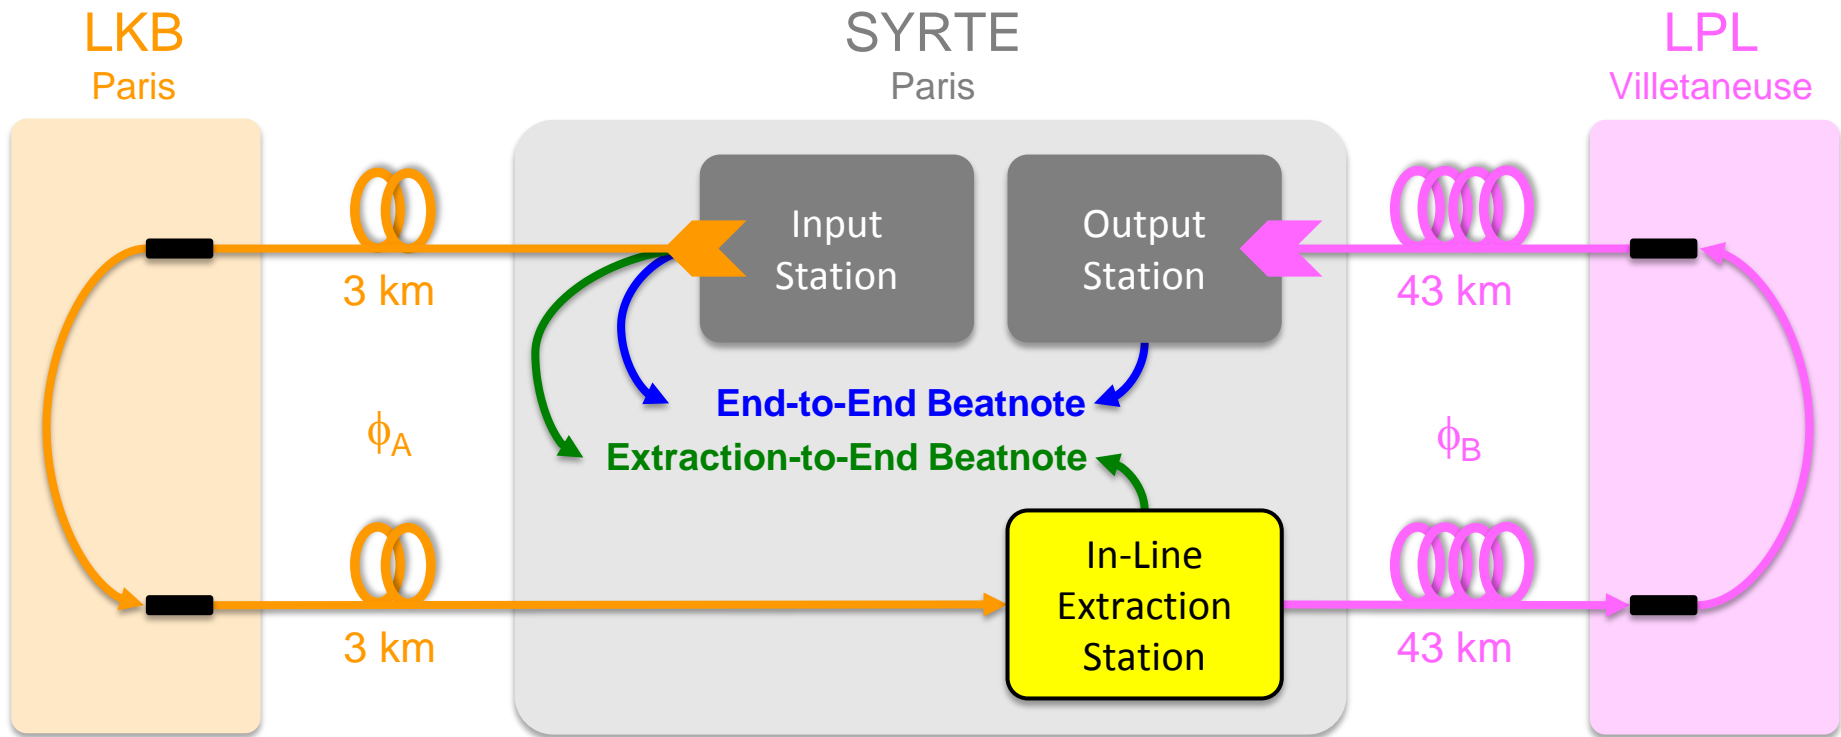 LKB
Paris
SYRTE
Paris
LPL
Villetaneuse
Input
Station
Output
Station
3 km
43 km
End-to-End Beatnote
ϕA
Extraction-to-End Beatnote
ϕB
In-Line
Extraction
Station
3 km
43 km